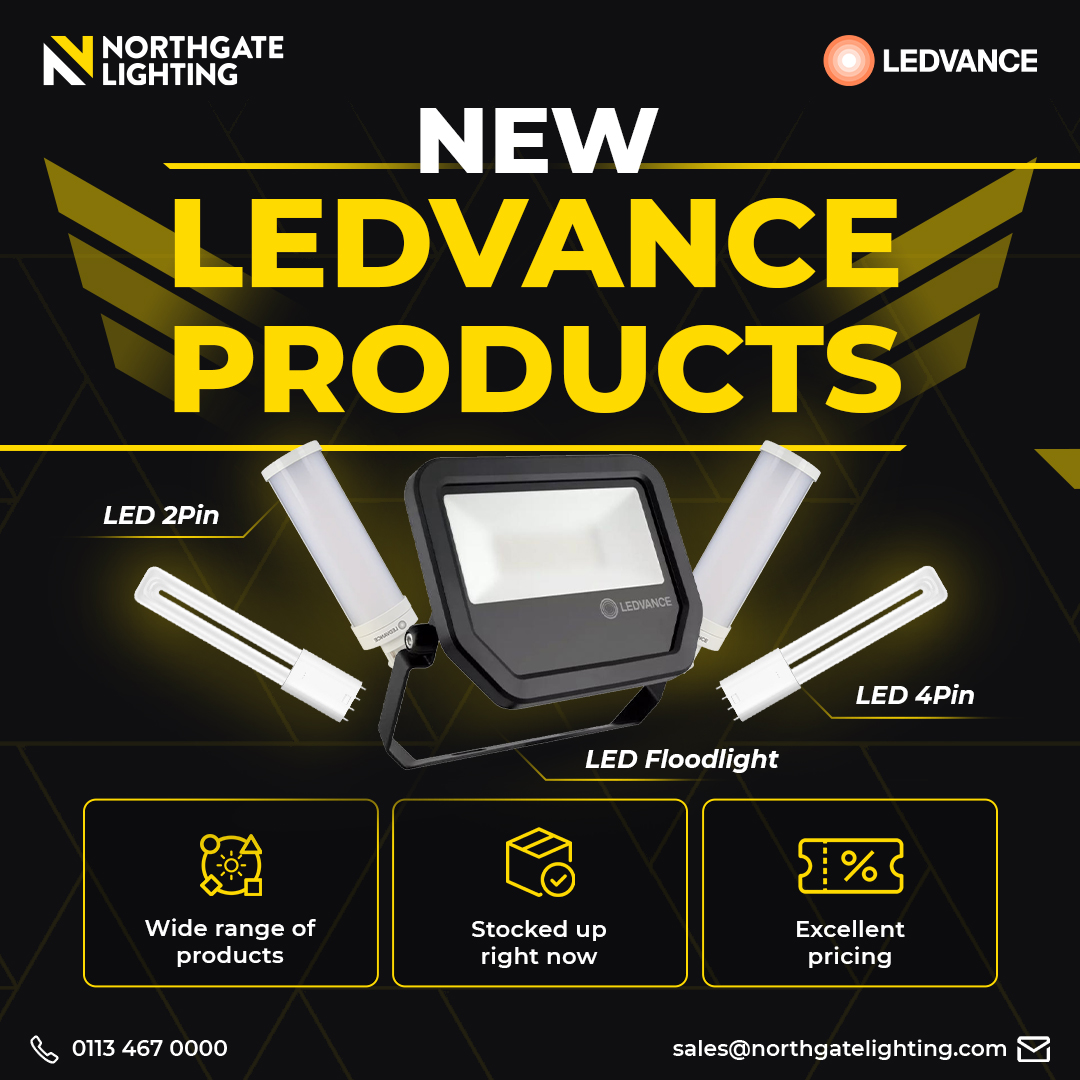 NORTHGATE
LIGHTING
LEDVANCE
NEW
LEDVANCE
PRODUCTS
LED 2Pin
LEDVANCE
LEDVANCE
LED 4Pin
LED Floodlight
Wide range of
products
Stocked up
right now
Excellent
pricing
0113 467 0000
sales@northgatelighting.com